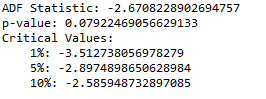 ADF Statistic: -2.6708228902694757
p-value: 0.07922469056629133
Critical Values:
1%: -3.512738056978279
5%: -2.8974898650628984
10%: -2.585948732897085